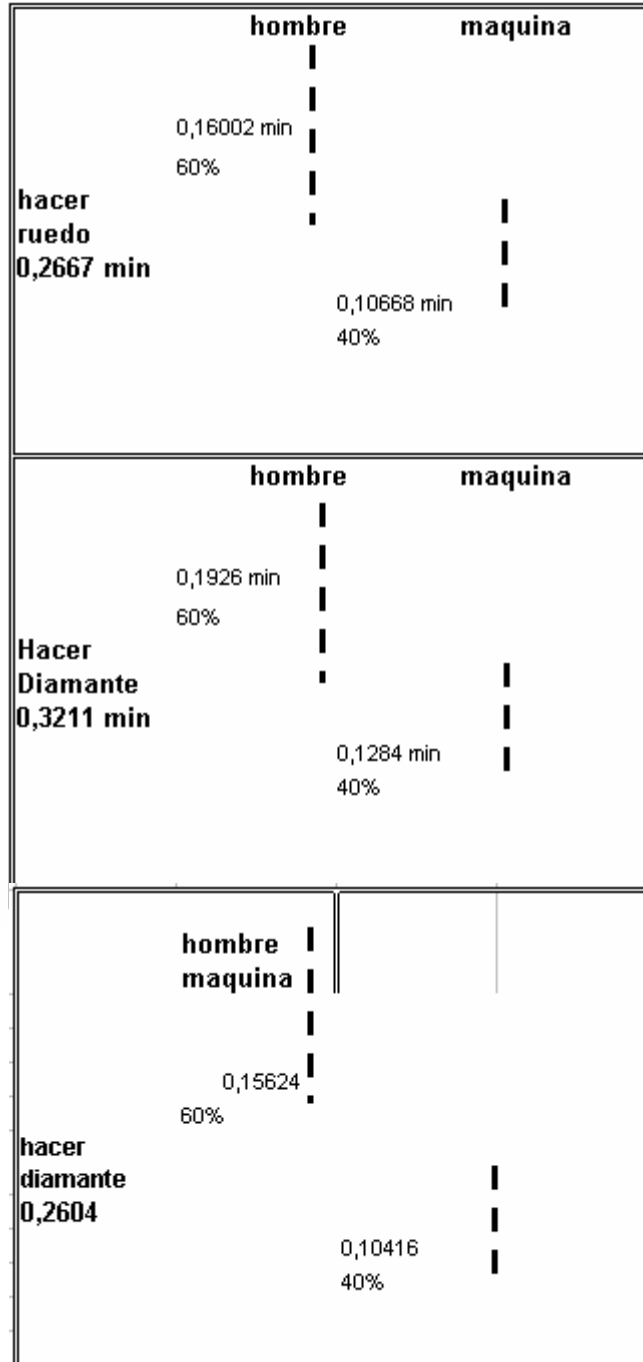 hombre maquina
0,16002 min
60%
hacer
ruedo
0,2667 min
0,10668 min
40%
hombre maquina
0,1926 min
60%
Hacer
Diamante
0,3211 min
0,1284 min
40%
hombre
maquina
0,15624
60%
hacer
diamante
0,2604
0,10416
40%